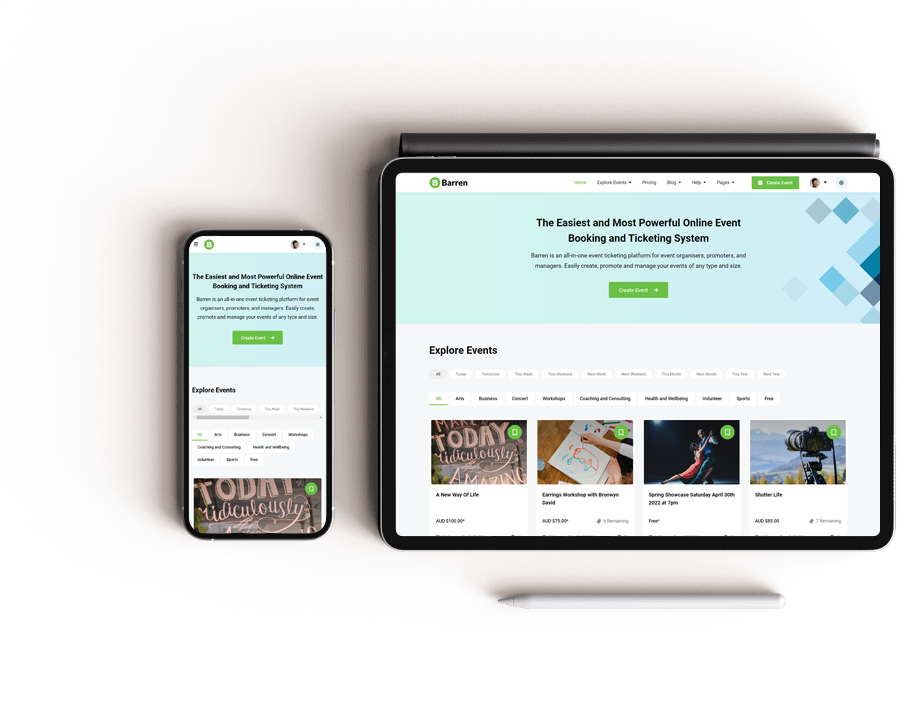 B Barren
Home Explore Events Pricing Blog Help Pages Create Event
The Easiest and Most Powerful Online Event
Booking and Ticketing System
Barren is an all-in-one event ticketing platform for event organisers, promoters, and
managers. Easily create, promote and manage your events of any type and size.
Create Event
Explore Events
All Today Tomorrow This Week This Weekend Next Week Next Weekend This Month Next Month This Year Next Year
All Arts Business Concert Workshops Coaching and Consulting Health and Wellbeing Volunteer Sports Free
TODAY
ridiculously
AMAZING
A New Way Of Life
AUD $100.00*
Earrings Workshop with Bronwyn
David
AUD $75.00*
6 Remaining
Spring Showcase Saturday April 30th
2022 at 7pm
Free*
Shutter Life
AUD $85.00
7 Remaining
B
The Easiest and Most Powerful Online Event
Booking and Ticketing System
Barren is an all-in-one event ticketing platform for event
organisers, promoters, and managers. Easily create,
promote and manage your events of any type and size.
Create Event
Explore Events
All Today Tomorrow This Week This Weekend
All Arts Business Concert Workshops
Coaching and Consulting Health and Wellbeing
Volunteer Sports Free
TODAY
ridiculously